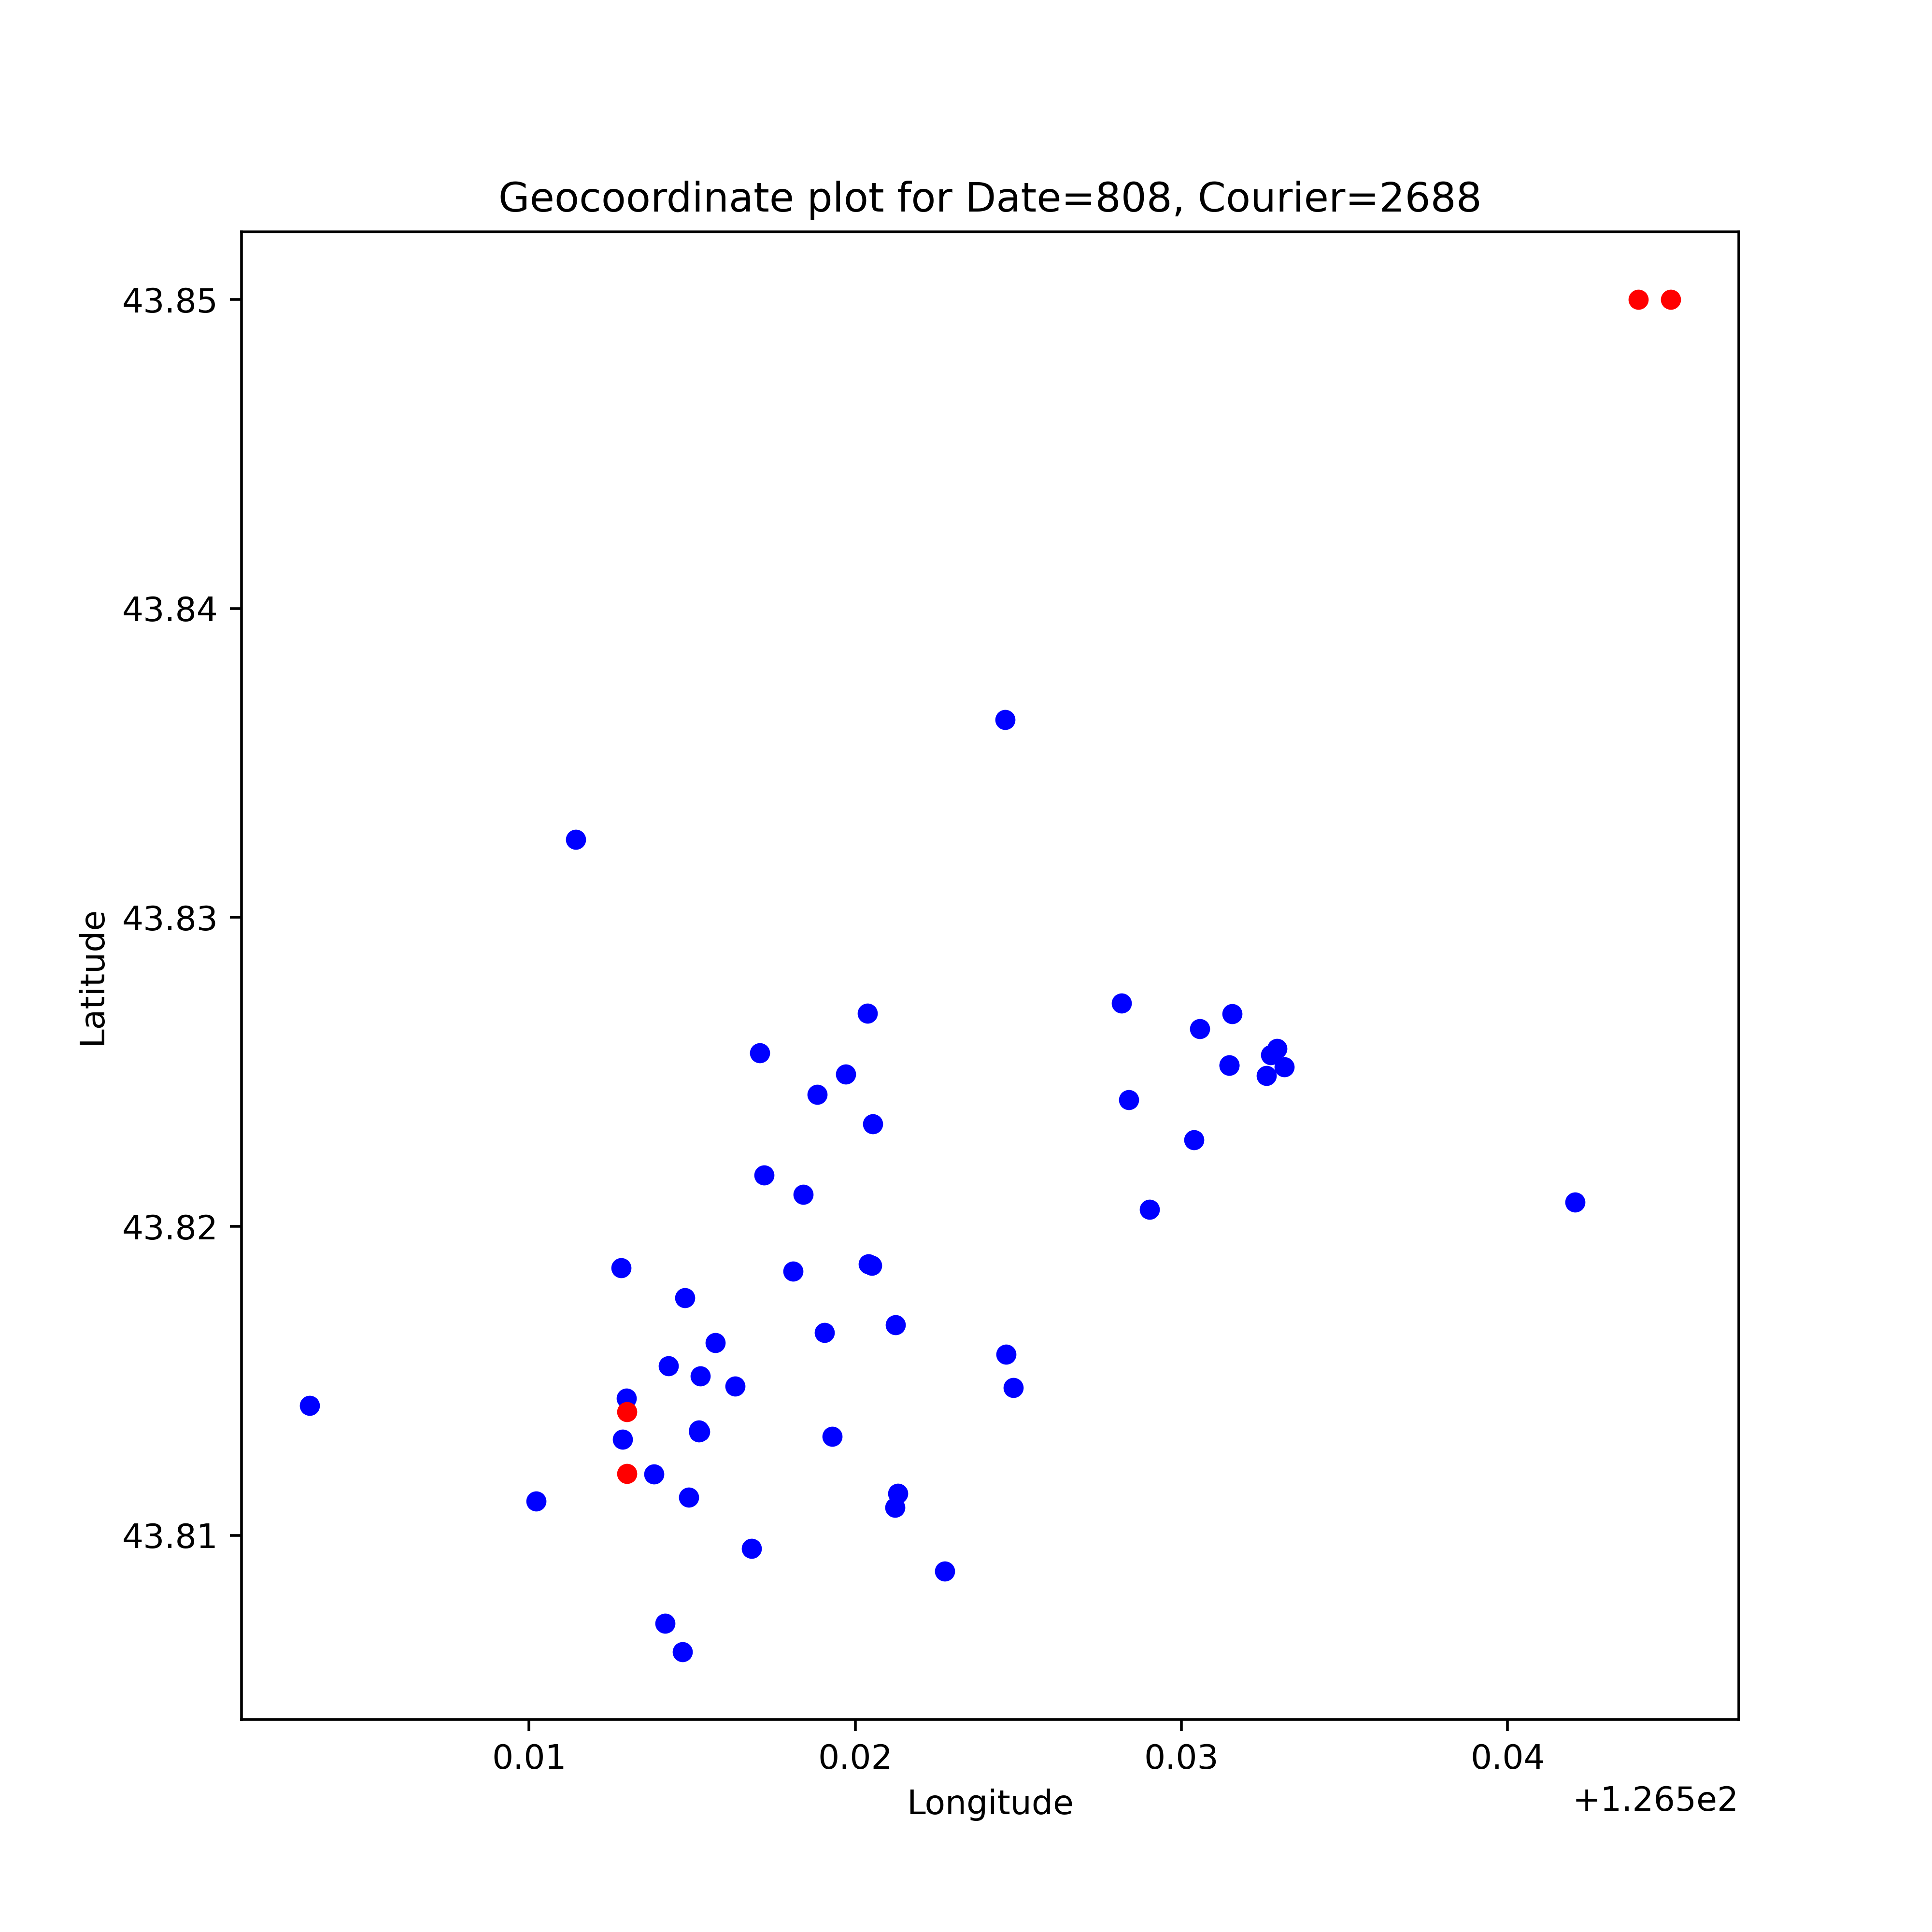 Geocoordinate plot for Date=808, Courier=2688
43.85
43.84
43.83
43.82
43.81
Latitude
0.01 0.02 0.03 0.04
Longitude
+1.265e2